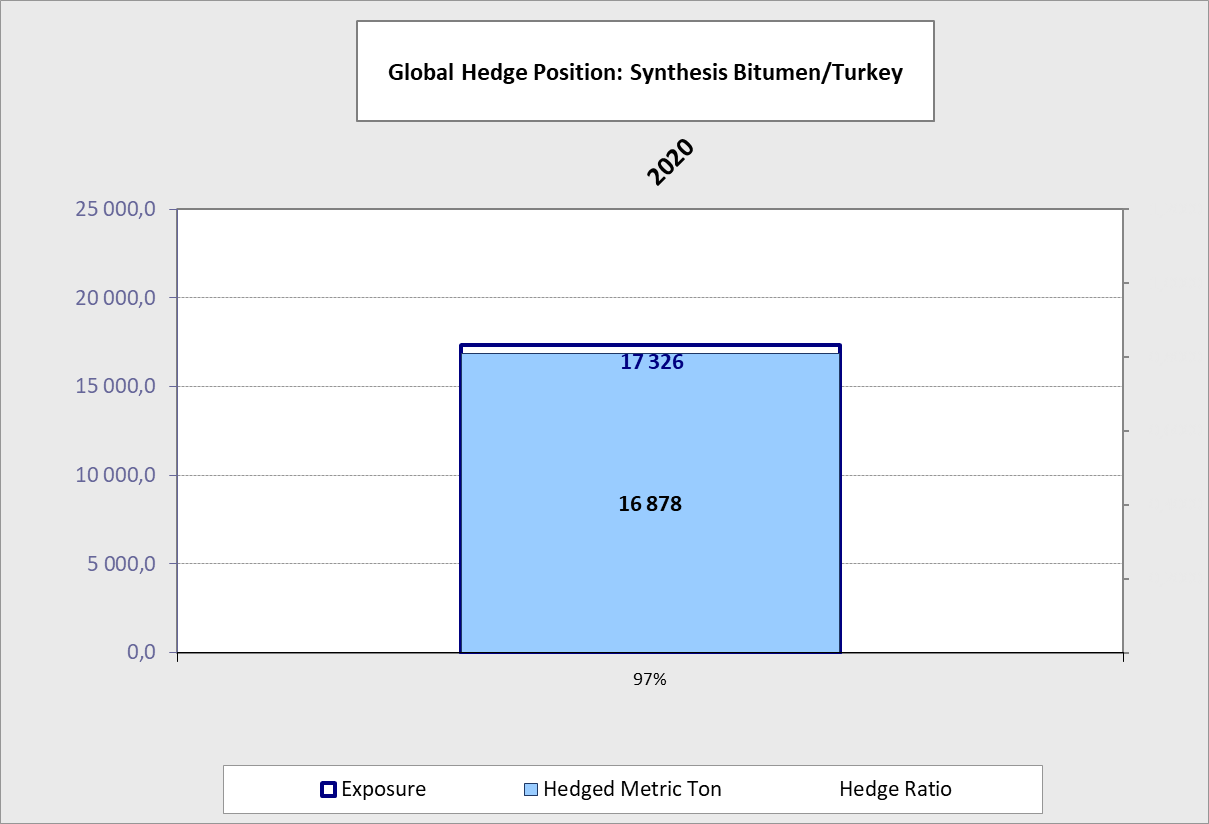 Global Hedge Position: Synthesis Bitumen/Turkey
2020
25 000,0
20 000,0
15 000,0
10 000,0
5 000,0
0,0
17 326
16 878
97%
Exposure
Hedged Metric Ton
Hedge Ratio